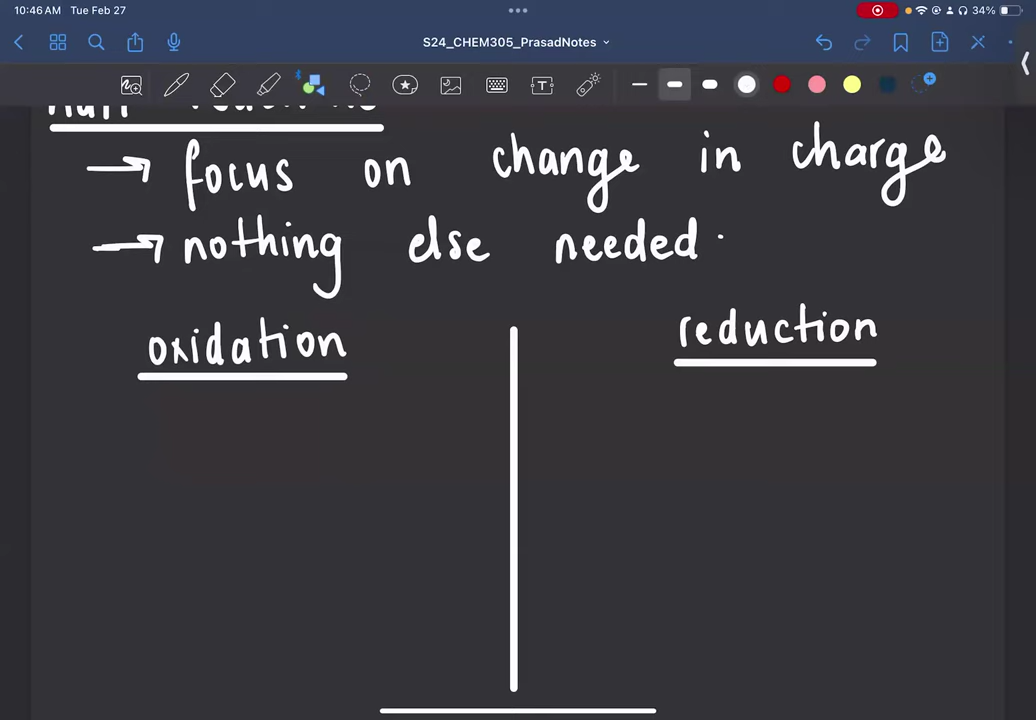 10:46 AM Tue Feb 27
34%
S24_CHEM305_PrasadNotes
→ focus on change in charge
→ nothing else needed.
oxidation
reduction